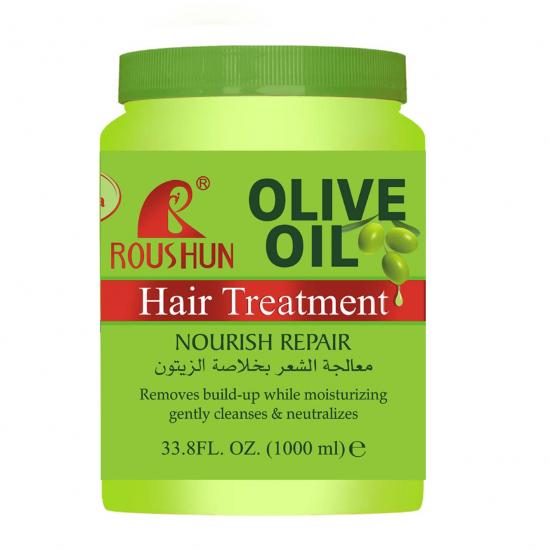 ROUSHUN®
OLIVE
OIL
Hair Treatment
NOURISH REPAIR
معالجة الشعر بخلاصة الزيتون
Removes build-up while moisturizing
gently cleanses & neutralizes
33.8FL. OZ. (1000 ml) ℮